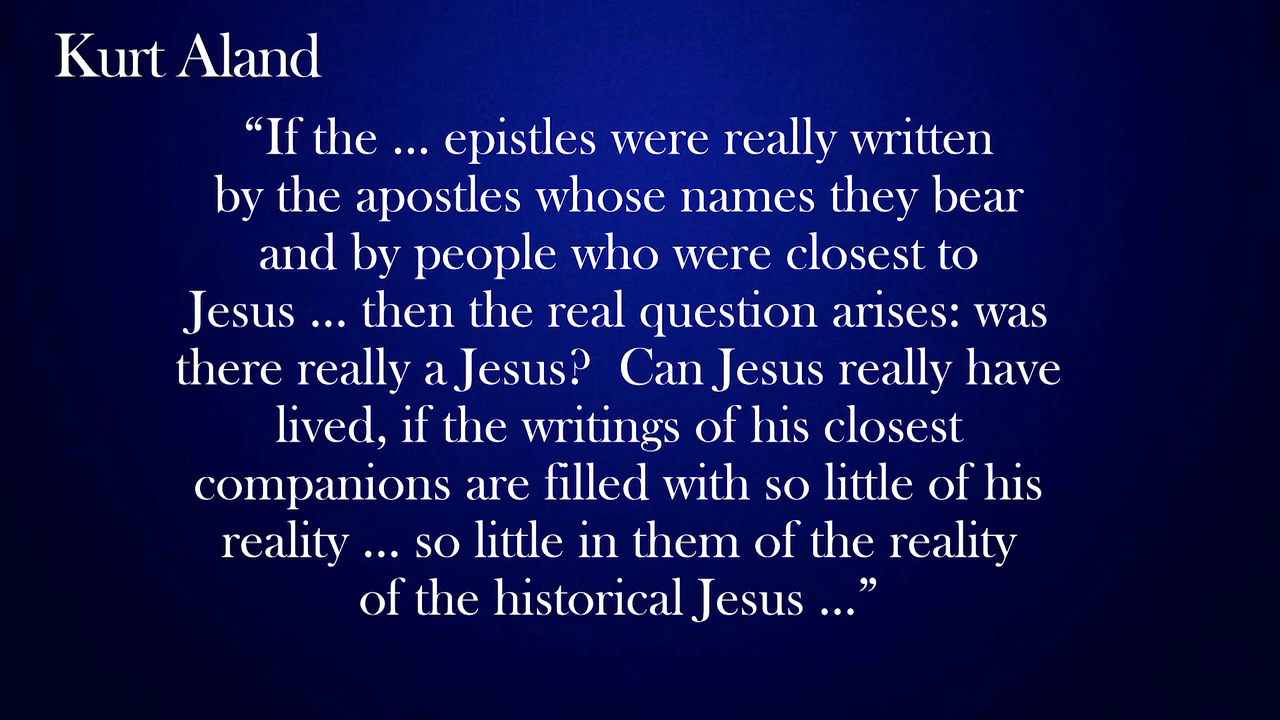 Kurt Aland
“If the ... epistles were really written
by the apostles whose names they bear
and by people who were closest to
Jesus ... then the real question arises: was
there really a Jesus?  Can Jesus really have
lived, if the writings of his closest
companions are filled with so little of his
reality ... so little in them of the reality
of the historical Jesus ...”